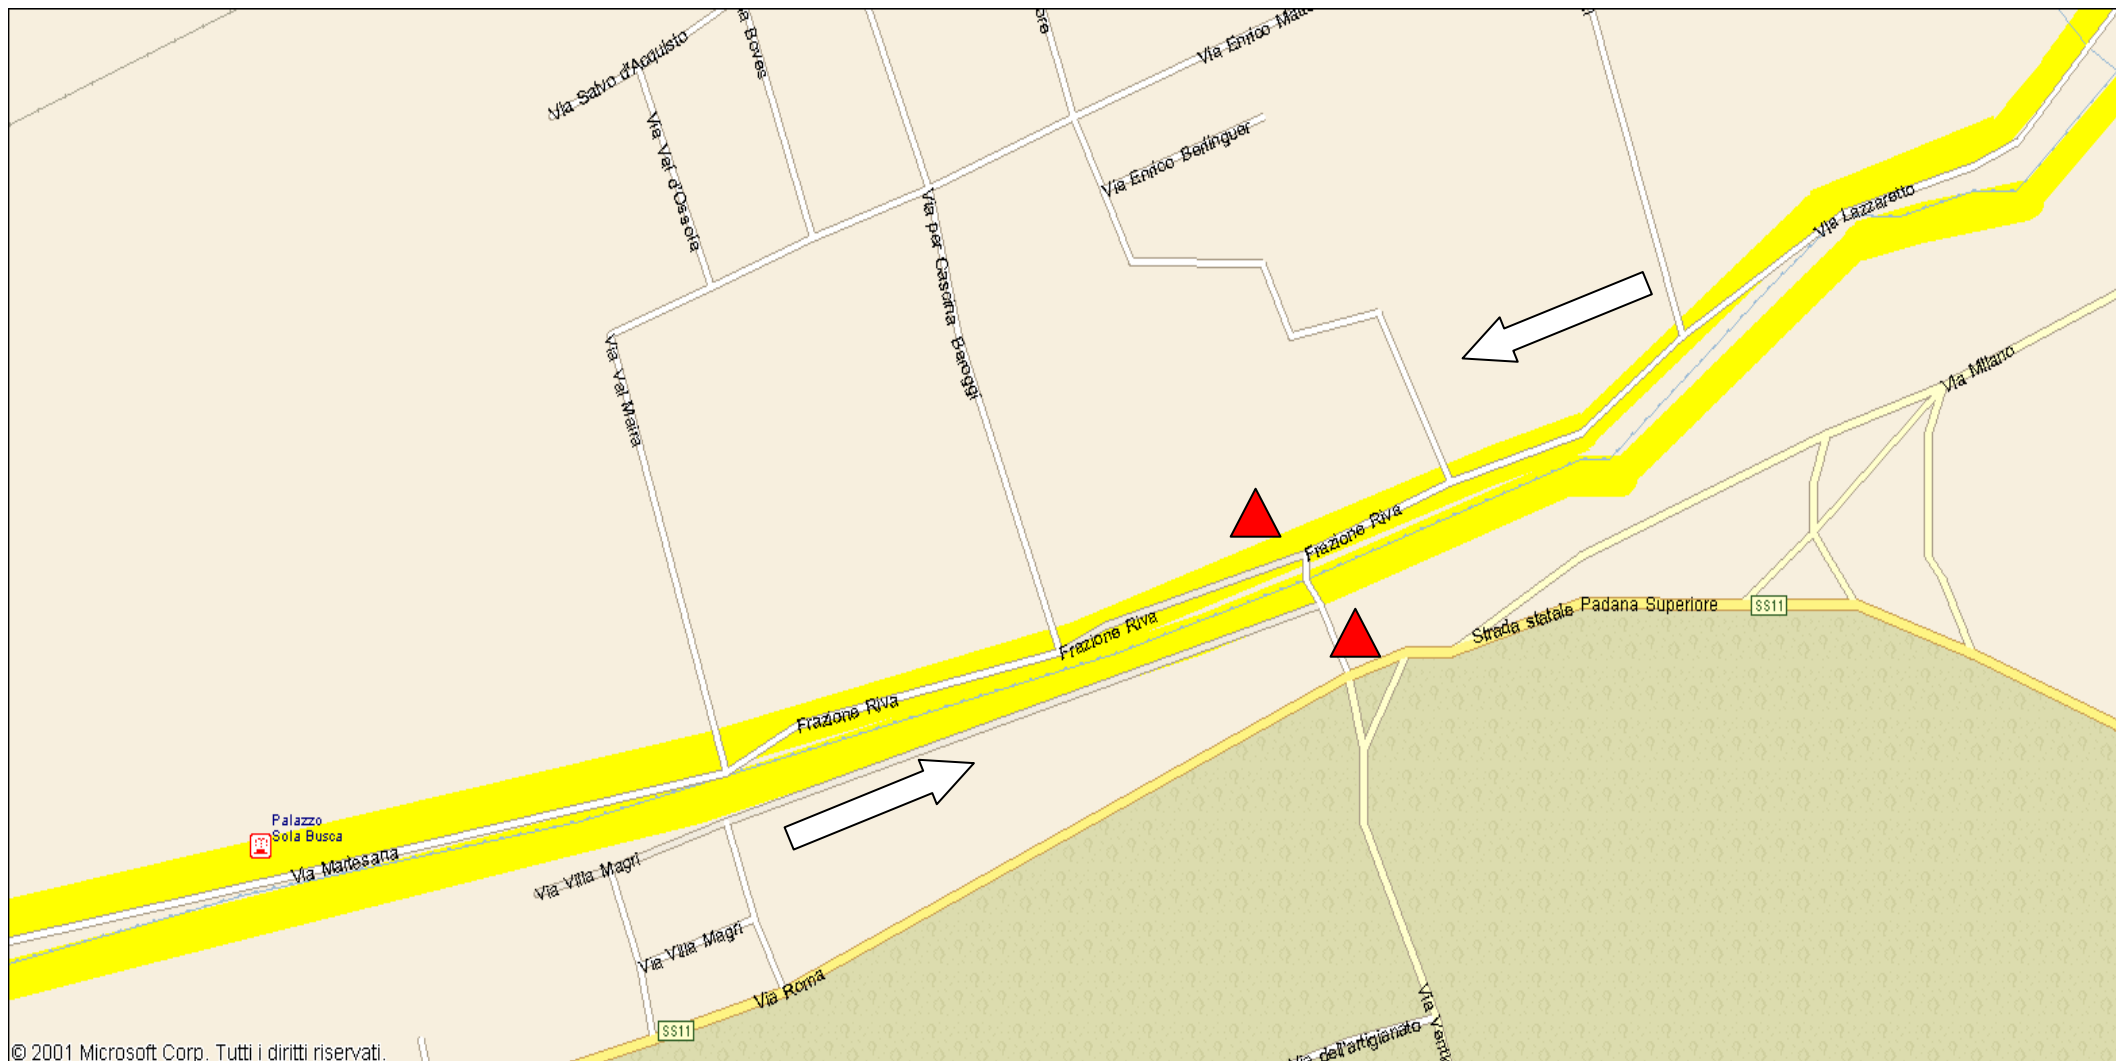 Via Enrico
Via Salvo d'Acquisto
Boves
Via Val d'Ossola
Via Enrico Berlinguer
Via per Cascina Baroggi
Via Lazzaretto
Via Val Maira
Via Milano
Frazione Riva
Strada statale Padana Superiore
SS11
Frazione Riva
Frazione Riva
Palazzo
Sola Busca
Via Martesana
Via Villa Magri
Via Villa Magri
Via Roma
SS11
Via
Via dell'artigianato
© 2001 Microsoft Corp. Tutti i diritti riservati.